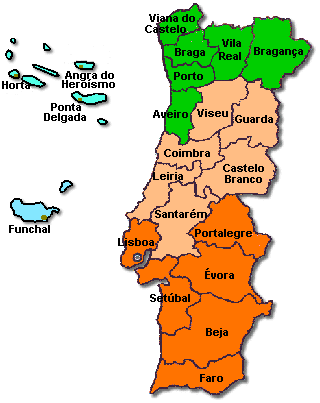 Viana do
Castelo
Braga
Vila
Real
Bragança
Porto
Angra do
Heroísmo
Horta
Ponta
Delgada
Aveiro
Viseu
Guarda
Coimbra
Castelo
Branco
Leiria
Santarém
Funchal
Lisboa
Portalegre
Évora
Setúbal
Beja
Faro